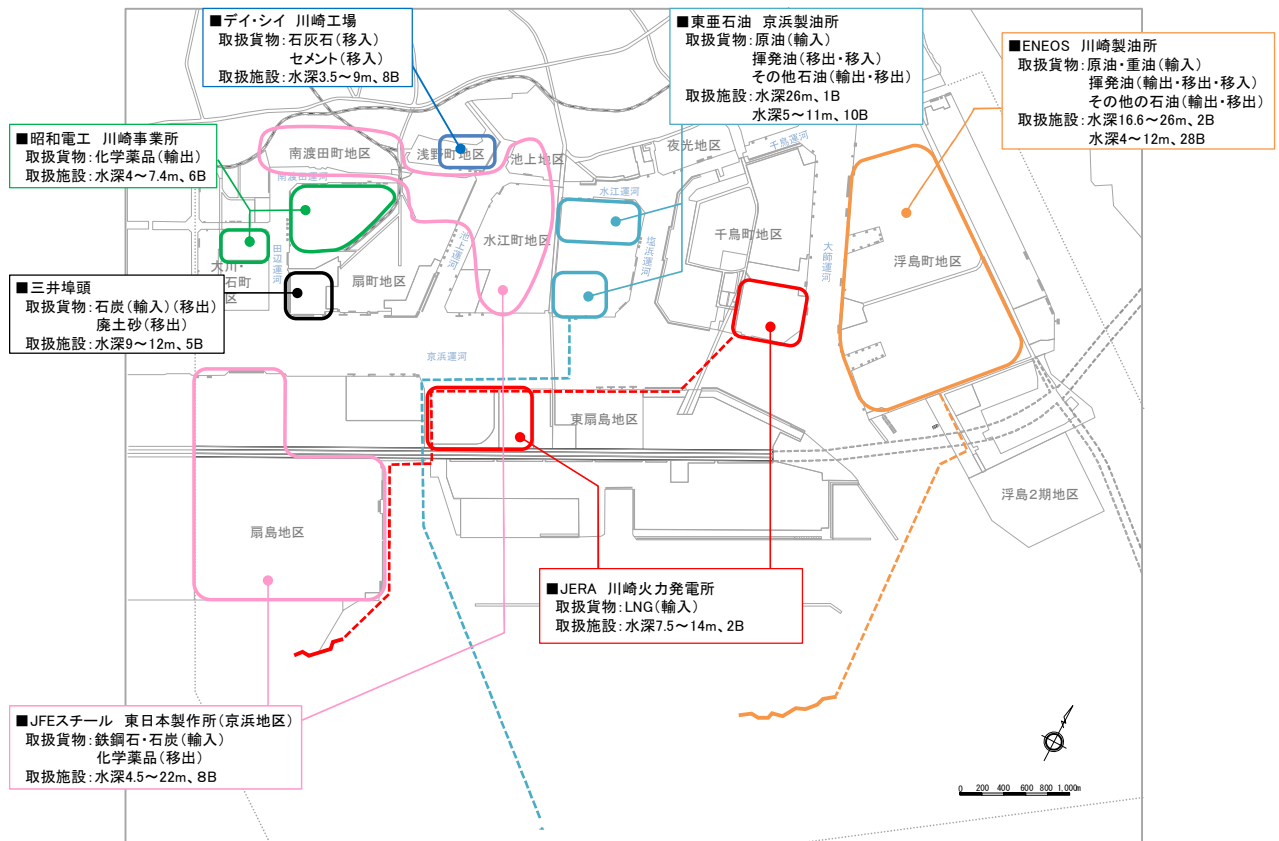 ■デイ・シイ 川崎工場
取扱貨物:石灰石(移入)
セメント(移入)
取扱施設:水深3.5～9m、8B
■東亜石油 京浜製油所
取扱貨物:原油(輸入)
揮発油(移出・移入)
その他石油(輸出・移出)
取扱施設:水深26m、1B
水深5～11m、10B
■ENEOS 川崎製油所
取扱貨物:原油・重油(輸入)
揮発油(輸出・移出・移入)
その他の石油(輸出・移出)
取扱施設:水深16.6～26m、2B
水深4～12m、28B
■昭和電工 川崎事業所
取扱貨物:化学薬品(輸出)
取扱施設:水深4～7.4m、6B
南渡田町地区
浅野町地区
池上地区
夜光地区
千鳥運河
南渡田運河
水江運河
水江町地区
千鳥町地区
浮島町地区
田辺運河
池上運河
塩浜運河
大師運河
大川・
石町
区
扇町地区
■三井埠頭
取扱貨物:石炭(輸入)(移出)
廃土砂(移出)
取扱施設:水深9～12m、5B
京浜運河
東扇島地区
浮島2期地区
扇島地区
■JERA 川崎火力発電所
取扱貨物:LNG(輸入)
取扱施設:水深7.5～14m、2B
■JFEスチール 東日本製作所(京浜地区)
取扱貨物:鉄鋼石・石炭(輸入)
化学薬品(移出)
取扱施設:水深4.5～22m、8B
0 200 400 600 800 1,000m